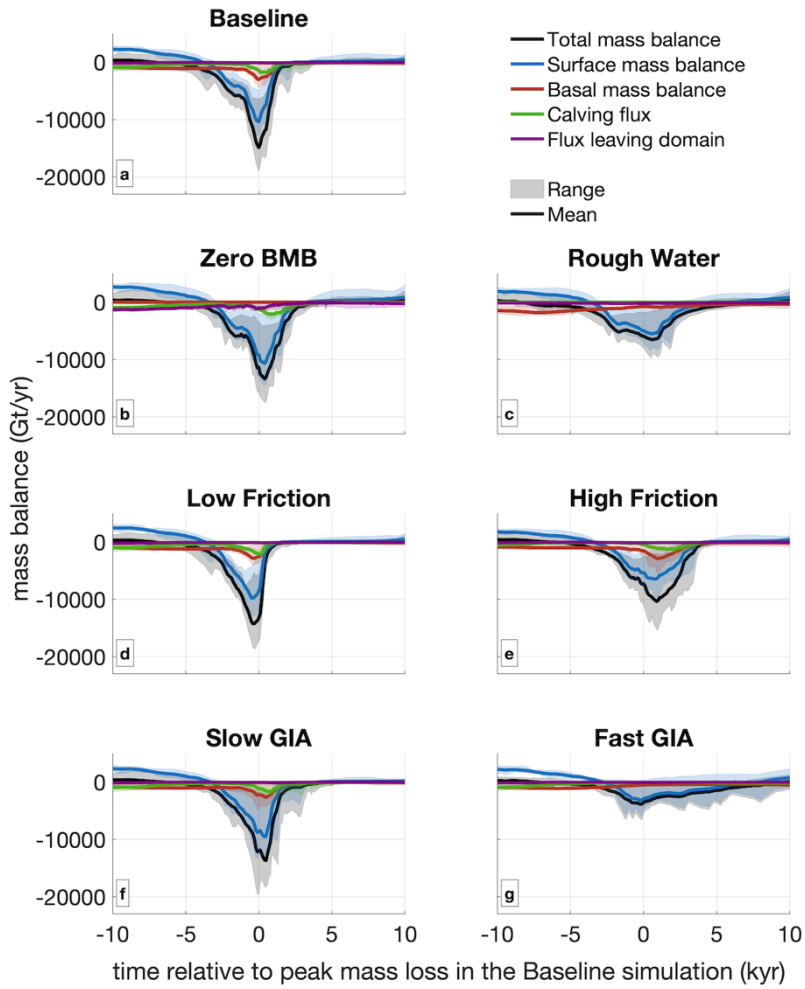 Baseline
Total mass balance
Surface mass balance
Basal mass balance
Calving flux
Flux leaving domain
Range
Mean
0
-10000
-20000
a
Zero BMB
0
-10000
-20000
b
Rough Water
c
Low Friction
0
-10000
-20000
d
High Friction
e
Slow GIA
0
-10000
-20000
f
-10 -5 0 5 10
Fast GIA
g
-10 -5 0 5 10
mass balance (Gt/yr)
time relative to peak mass loss in the Baseline simulation (kyr)